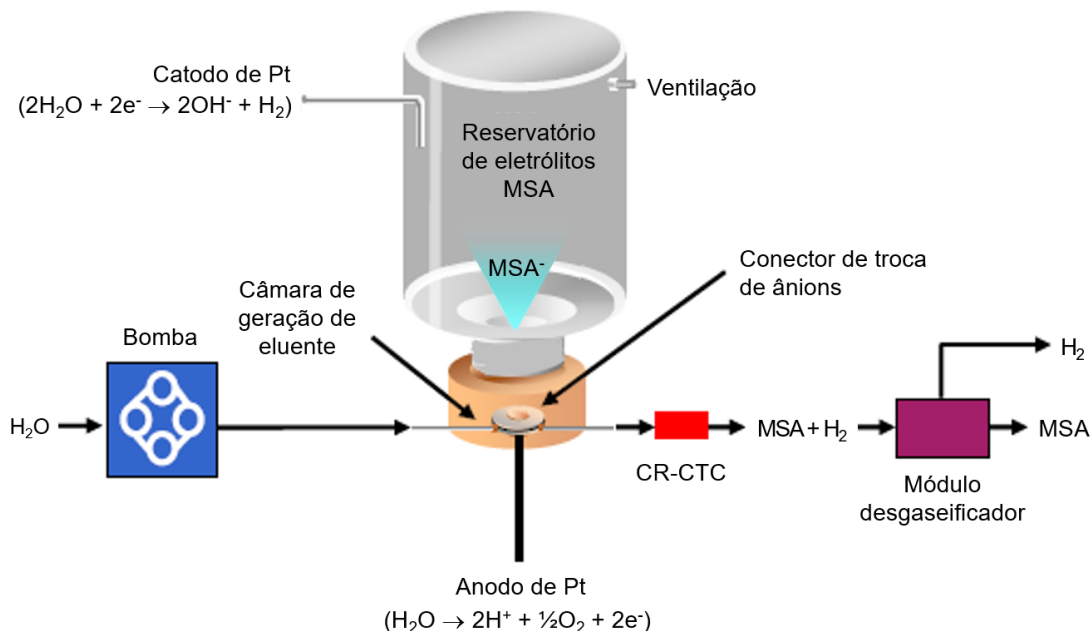 Catodo de Pt
(2H₂O + 2e⁻ → 2OH⁻ + H₂)
Ventilação
Reservatório
de eletrólitos
MSA
MSA⁻
Conector de troca
de ânions
Câmara de
geração de
eluente
Bomba
H₂O
H₂
CR-CTC
MSA + H₂
MSA
Módulo
desgaseificador
Anodo de Pt
(H₂O → 2H⁺ + ½O₂ + 2e⁻)